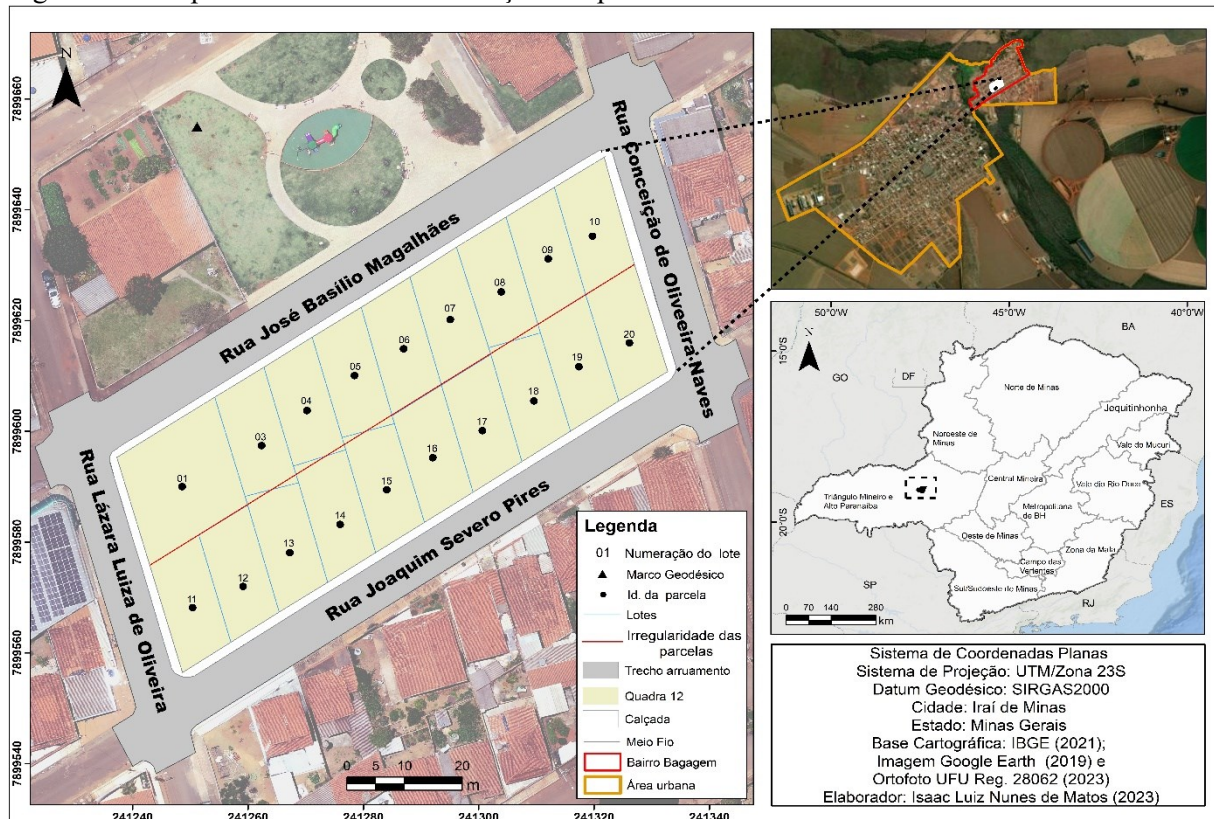 N
7899660
7899640
7899620
7899600
7899580
7899560
7899640
241240
241260
241280
241300
241320
241340
Rua José Basílio Magalhães
Rua Conceição de Oliveeira Naves
Rua Lázara Luiza de Oliveira
Rua Joaquim Severo Pires
01
03
04
05
06
07
08
09
10
11
12
13
14
15
16
17
18
19
20
0 5 10 20
m
Legenda
01 Numeração do lote
Marco Geodésico
Id. da parcela
Lotes
Irregularidade das
parcelas
Trecho arruamento
Quadra 12
Calçada
Meio Fio
Bairro Bagagem
Área urbana
50°0'W 45°0'W 40°0'W
15°0'S
20°0'S
N
BA
GO
DF
ES
SP
RJ
Norte de Minas
Jequitinhonha
Noroeste de
Minas
Vale do Mucuri
Central Mineira
Vale do Rio Doce
Triângulo Mineiro e
Alto Paranaíba
Metropolitana
de BH
Oeste de Minas
Zona da Mata
Campo das
Vertentes
Sul/Sudoeste de Minas
0 70 140 280
km
Sistema de Coordenadas Planas
Sistema de Projeção: UTM/Zona 23S
Datum Geodésico: SIRGAS2000
Cidade: Iraí de Minas
Estado: Minas Gerais
Base Cartográfica: IBGE (2021);
Imagem Google Earth (2019) e
Ortofoto UFU Reg. 28062 (2023)
Elaborador: Isaac Luiz Nunes de Matos (2023)